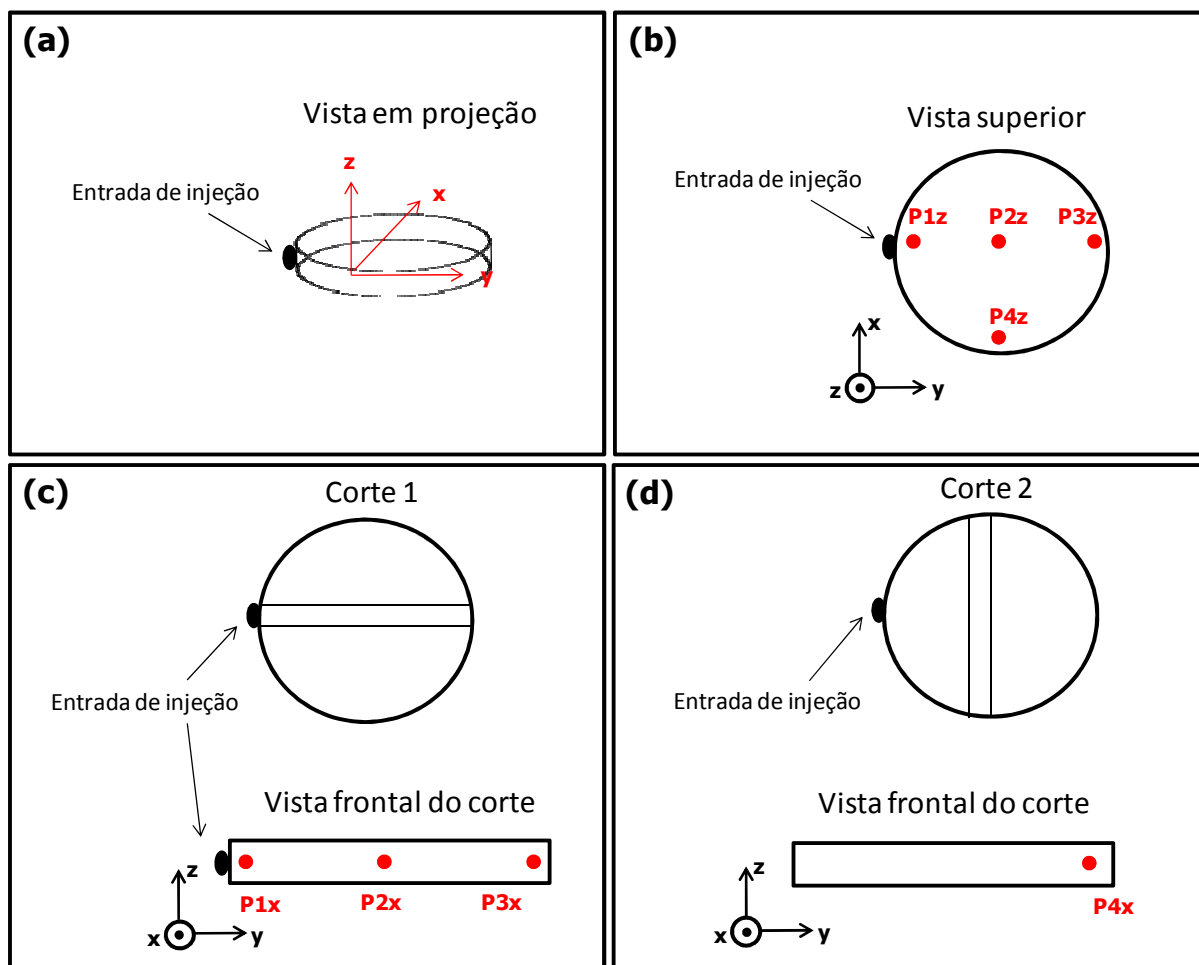 (a)
Vista em projeção
Entrada de injeção
z
x
y
(b)
Vista superior
Entrada de injeção
P1z
P2z
P3z
P4z
x
z
y
(c)
Corte 1
Entrada de injeção
Vista frontal do corte
z
P1x
P2x
P3x
x
y
(d)
Corte 2
Entrada de injeção
Vista frontal do corte
z
P4x
x
y